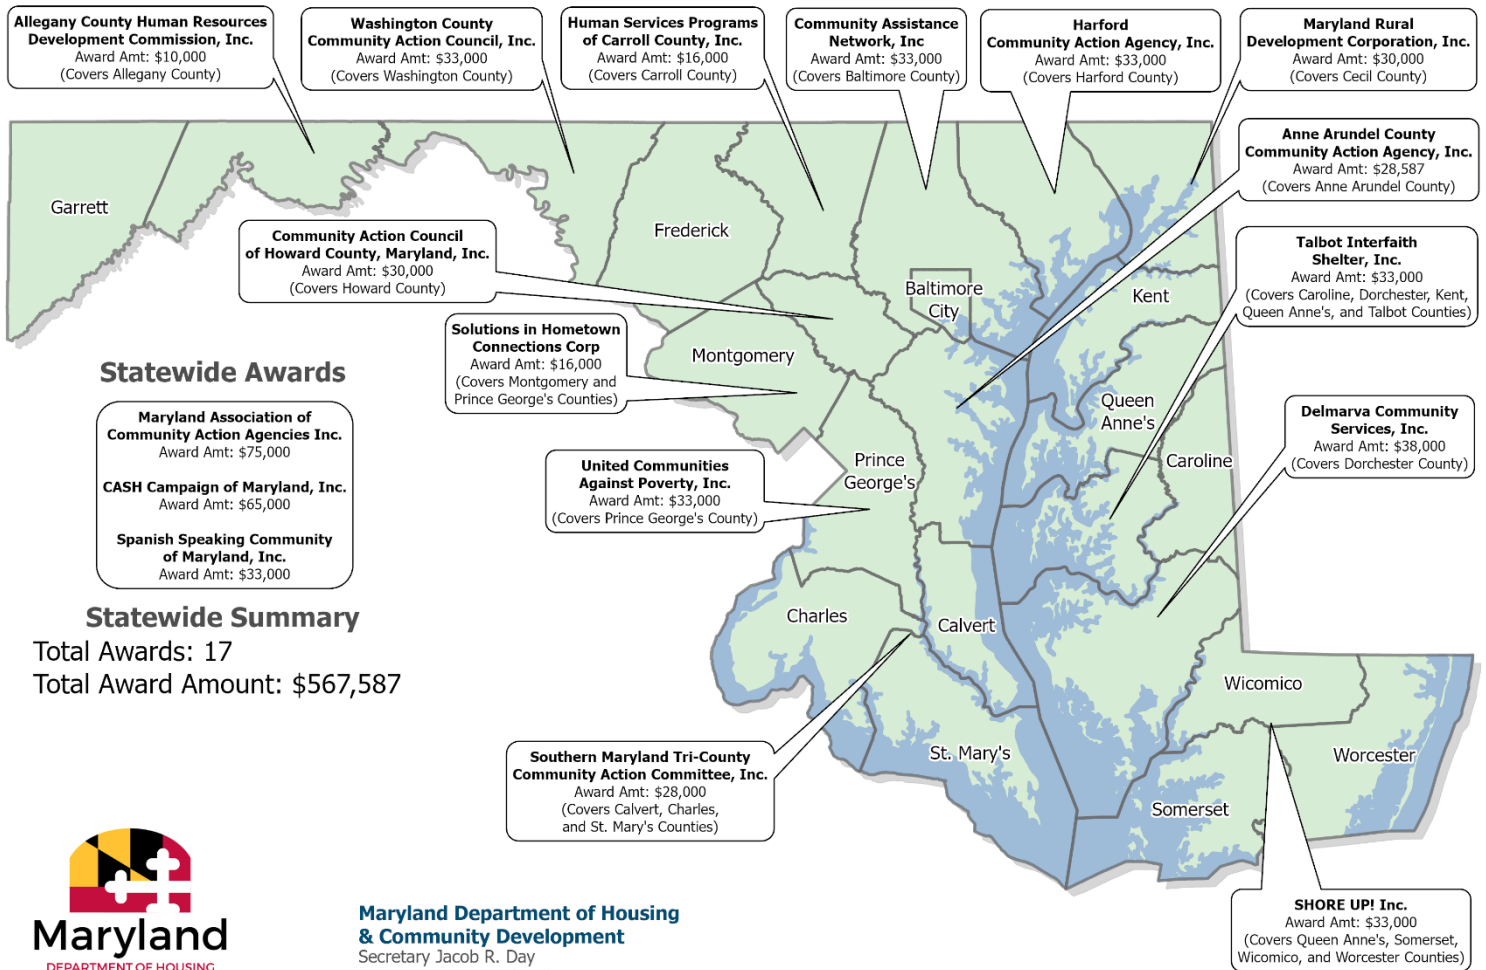 Allegany County Human Resources
Development Commission, Inc.
Award Amt: $10,000
(Covers Allegany County)
Washington County
Community Action Council, Inc.
Award Amt: $33,000
(Covers Washington County)
Human Services Programs
of Carroll County, Inc.
Award Amt: $16,000
(Covers Carroll County)
Community Assistance
Network, Inc
Award Amt: $33,000
(Covers Baltimore County)
Harford
Community Action Agency, Inc.
Award Amt: $33,000
(Covers Harford County)
Maryland Rural
Development Corporation, Inc.
Award Amt: $30,000
(Covers Cecil County)
Anne Arundel County
Community Action Agency, Inc.
Award Amt: $28,587
(Covers Anne Arundel County)
Garrett
Frederick
Community Action Council
of Howard County, Maryland, Inc.
Award Amt: $30,000
(Covers Howard County)
Talbot Interfaith
Shelter, Inc.
Award Amt: $33,000
(Covers Caroline, Dorchester, Kent,
Queen Anne's, and Talbot Counties)
Baltimore
City
Kent
Solutions in Hometown
Connections Corp
Award Amt: $16,000
(Covers Montgomery and
Prince George's Counties)
Montgomery
Statewide Awards
Maryland Association of
Community Action Agencies Inc.
Award Amt: $75,000
CASH Campaign of Maryland, Inc.
Award Amt: $65,000
Spanish Speaking Community
of Maryland, Inc.
Award Amt: $33,000
Queen
Anne's
Delmarva Community
Services, Inc.
Award Amt: $38,000
(Covers Dorchester County)
Prince
George's
Caroline
United Communities
Against Poverty, Inc.
Award Amt: $33,000
(Covers Prince George's County)
Statewide Summary
Total Awards: 17
Total Award Amount: $567,587
Charles
Calvert
Wicomico
St. Mary's
Worcester
Somerset
Southern Maryland Tri-County
Community Action Committee, Inc.
Award Amt: $28,000
(Covers Calvert, Charles,
and St. Mary's Counties)
SHORE UP! Inc.
Award Amt: $33,000
(Covers Queen Anne's, Somerset,
Wicomico, and Worcester Counties)
Maryland
DEPARTMENT OF HOUSING
Maryland Department of Housing
& Community Development
Secretary Jacob R. Day